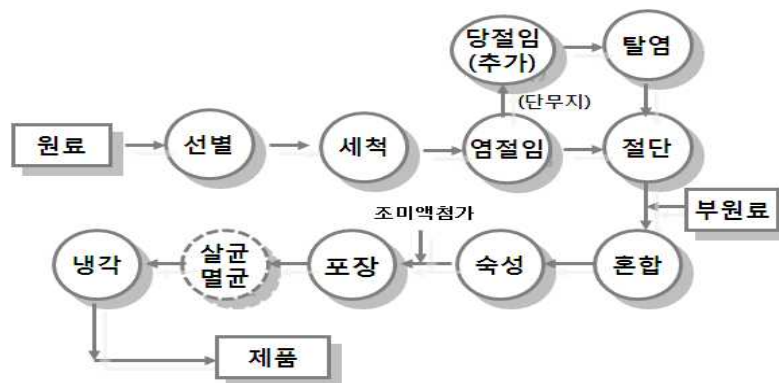 당절임
(추가)
탈염
(단무지)
원료
선별
세척
염절임
절단
부원료
조미액첨가
냉각
살균
멸균
포장
숙성
혼합
제품